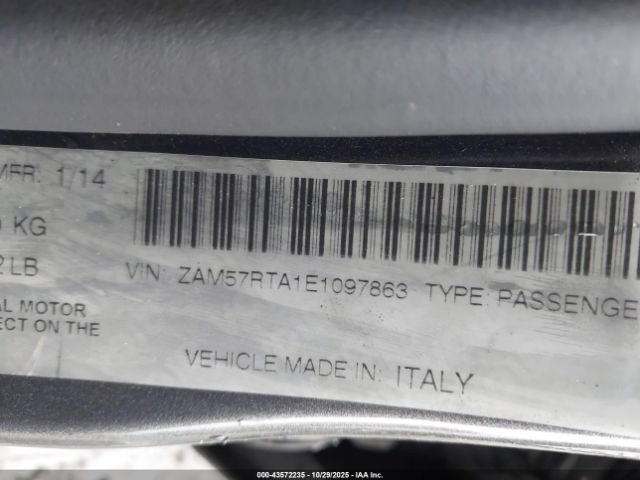 MFR: 1/14
KG
LB
VIN: ZAM57RTA1E1097863 TYPE: PASSENGE
MOTOR
ECT ON THE
VEHICLE MADE IN: ITALY
000-43572235 - 10/29/2025 - IAA Inc.